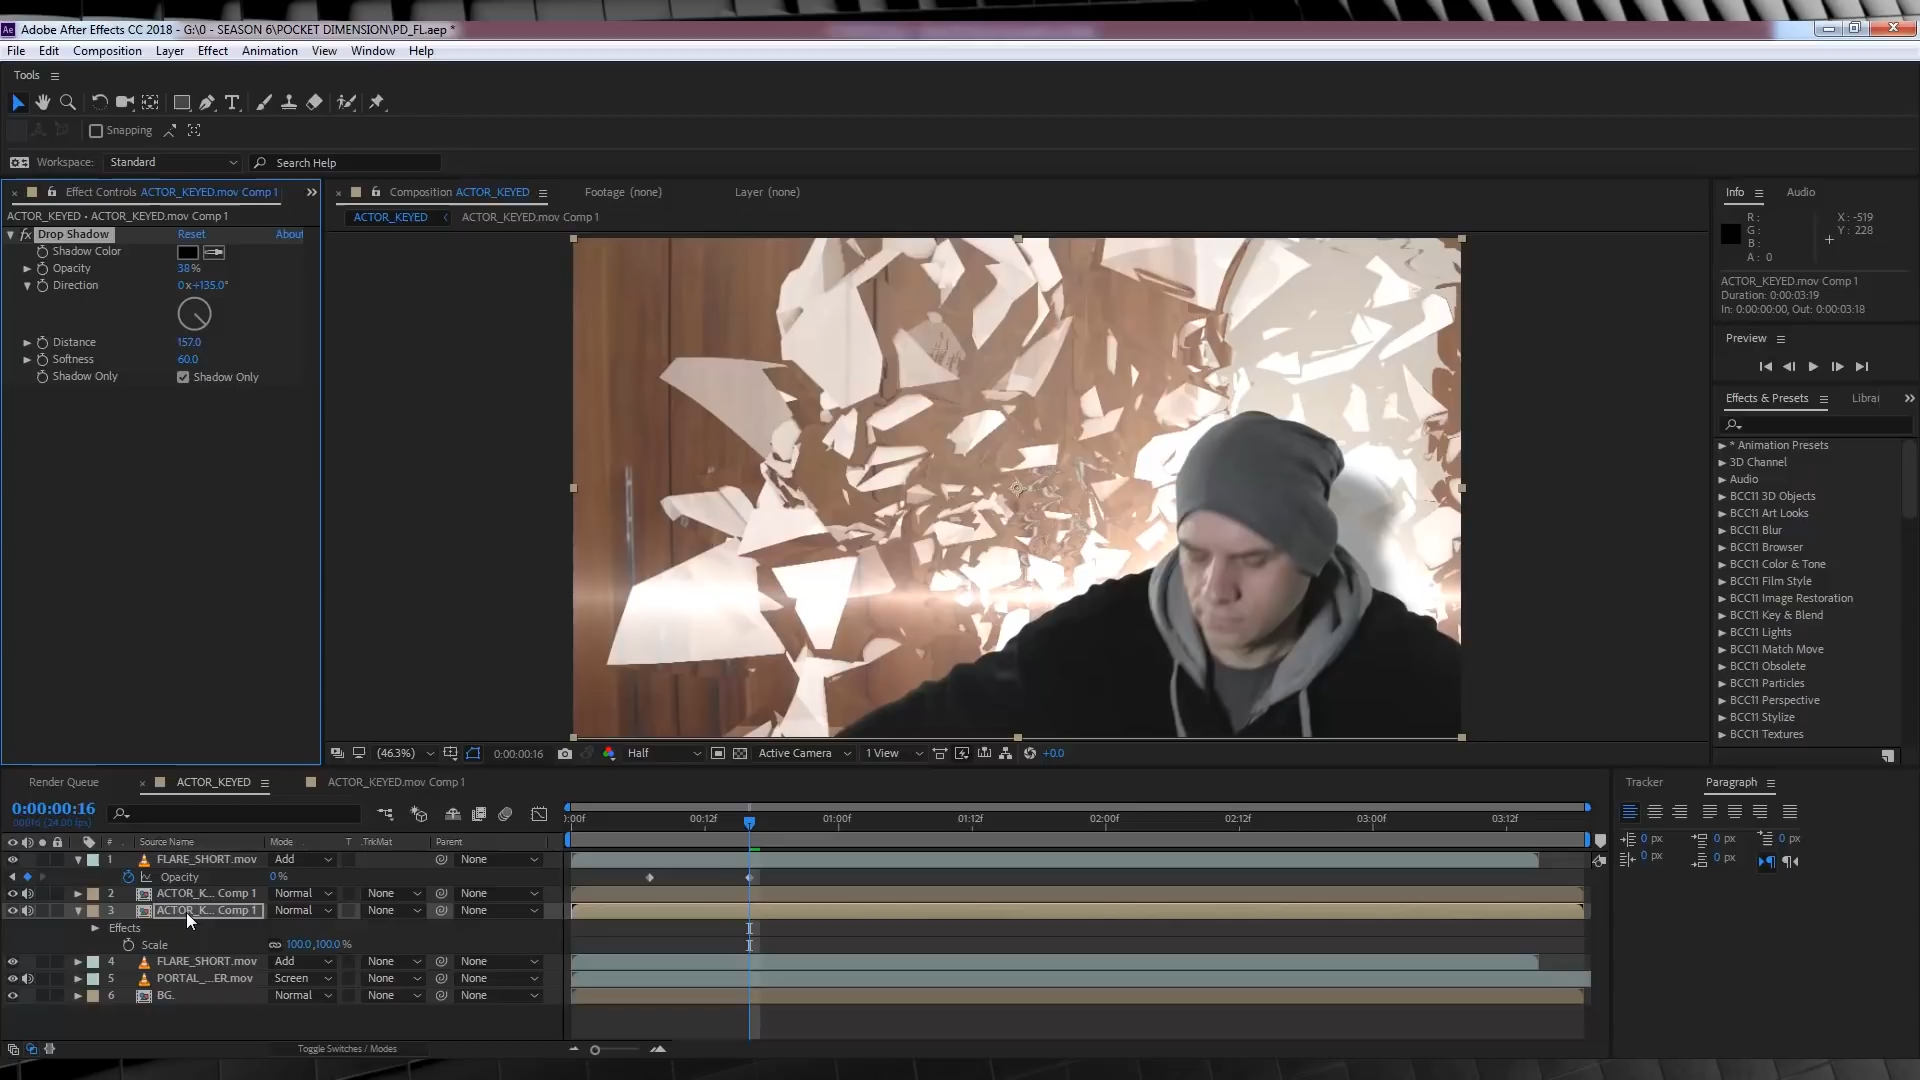 Adobe After Effects CC 2018 - G:\0 - SEASON 6\POCKET DIMENSION\PD_FL.aep *
File Edit Composition Layer Effect Animation View Window Help
Tools
Snapping
Workspace: Standard Search Help
Effect Controls ACTOR_KEYED.mov Comp 1
ACTOR_KEYED • ACTOR_KEYED.mov Comp 1
fx Drop Shadow Reset About
Shadow Color
Opacity 38%
Direction 0x+135.0°
Distance 157.0
Softness 60.0
Shadow Only Shadow Only
Composition ACTOR_KEYED Footage (none) Layer (none)
ACTOR_KEYED ACTOR_KEYED.mov Comp 1
(46.3%) 0:00:00:16 Half Active Camera 1 View +0.0
Info Audio
R: X: -519
G: Y: 228
B:
A: 0
ACTOR_KEYED.mov Comp 1
Duration: 0:00:03:19
In: 0:00:00:00, Out: 0:00:03:18
Preview
Effects & Presets Librai
* Animation Presets
3D Channel
Audio
BCC11 3D Objects
BCC11 Art Looks
BCC11 Blur
BCC11 Browser
BCC11 Color & Tone
BCC11 Film Style
BCC11 Image Restoration
BCC11 Key & Blend
BCC11 Lights
BCC11 Match Move
BCC11 Obsolete
BCC11 Particles
BCC11 Perspective
BCC11 Stylize
BCC11 Textures
BCC11 Time
BCC11 Warp
Render Queue ACTOR_KEYED ACTOR_KEYED.mov Comp 1
0:00:00:16
00016 (24.00 fps)
:00f 00:12f 01:00f 01:12f 02:00f 02:12f 03:00f 03:12f
# Source Name Mode T .TrkMat Parent
1 FLARE_SHORT.mov Add None
Opacity 0%
2 ACTOR_K... Comp 1 Normal None None
3 ACTOR_K... Comp 1 Normal None None
Effects
Scale 100.0,100.0%
4 FLARE_SHORT.mov Add None None
5 PORTAL_...ER.mov Screen None None
6 BG. Normal None None
Toggle Switches / Modes
Tracker Paragraph
0 px 0 px 0 px
0 px 0 px